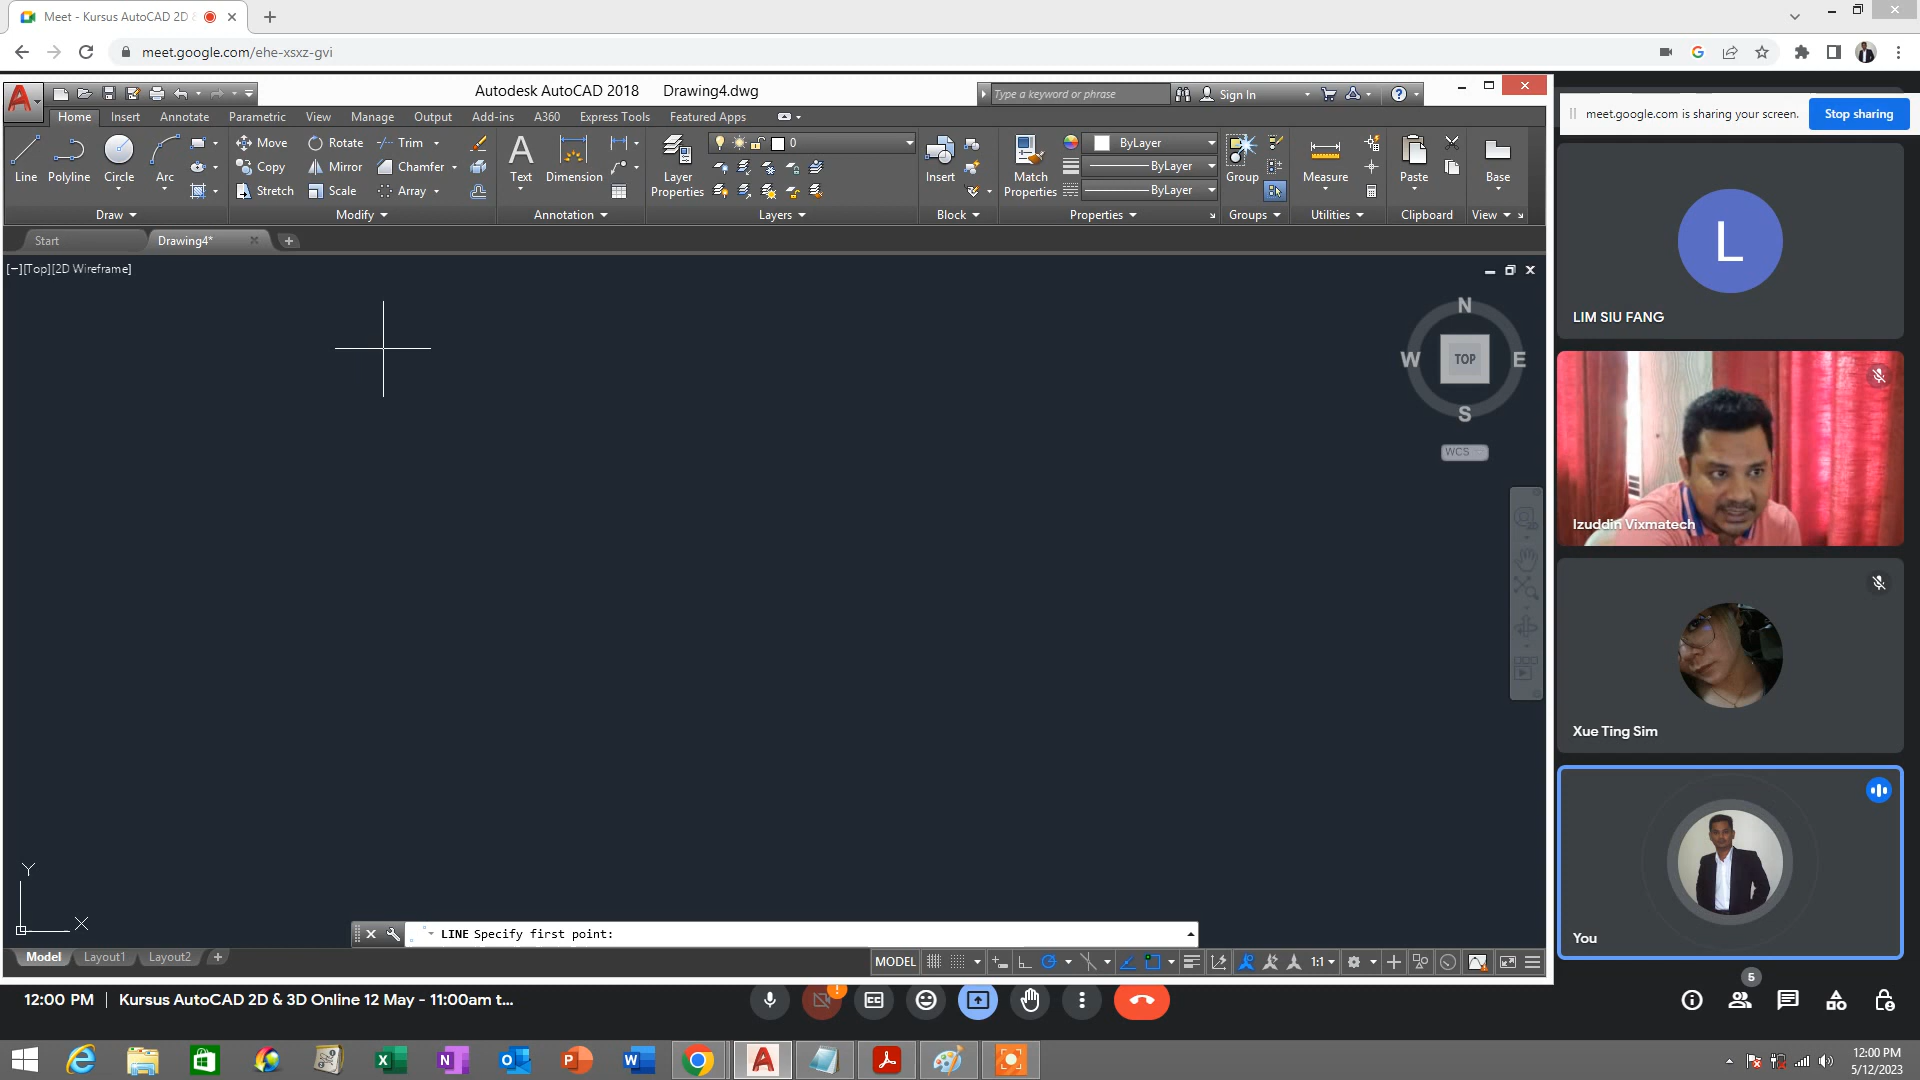 Meet - Kursus AutoCAD 2D
meet.google.com/ehe-xsxz-gvi
Autodesk AutoCAD 2018 Drawing4.dwg
Type a keyword or phrase
Sign In
Home Insert Annotate Parametric View Manage Output Add-ins A360 Express Tools Featured Apps
meet.google.com is sharing your screen.
Stop sharing
Line Polyline Circle Arc
Move Rotate Trim
Copy Mirror Chamfer
Stretch Scale Array
Text Dimension
Layer Properties
0
Insert
Match Properties
ByLayer
ByLayer
ByLayer
Group
Measure
Paste
Base
Draw Modify Annotation Layers Block Properties Groups Utilities Clipboard View
Start Drawing4*
[−][Top][2D Wireframe]
N
W TOP E
S
WCS
L
LIM SIU FANG
Izuddin Vixmatech
Xue Ting Sim
You
Y
X
LINE Specify first point:
Model Layout1 Layout2
MODEL
1:1
5
12:00 PM | Kursus AutoCAD 2D & 3D Online 12 May - 11:00am t...
12:00 PM
5/12/2023